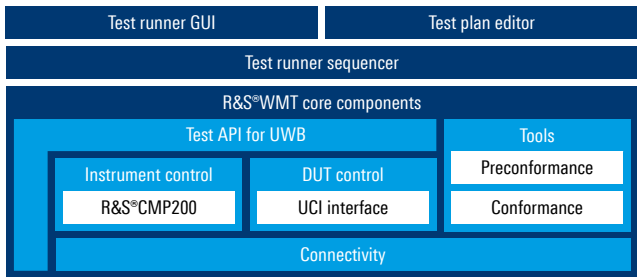 Test runner GUI
Test plan editor
Test runner sequencer
R&S®WMT core components
Test API for UWB
Tools
Instrument control
DUT control
Preconformance
R&S®CMP200
UCI interface
Conformance
Connectivity